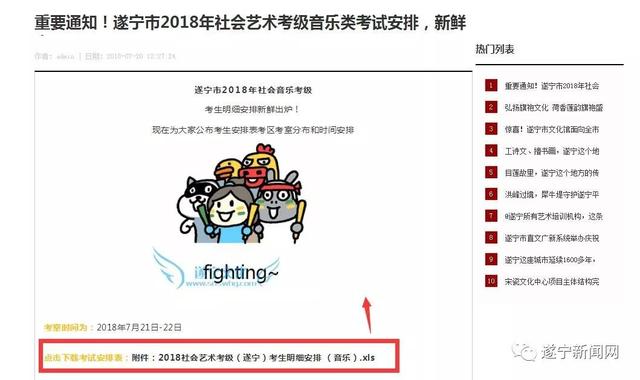 重要通知！遂宁市2018年社会艺术考级音乐类考试安排，新鲜
作者: admin | 日期: 2018-07-20 12:27:24
遂宁市2018年社会音乐考级
考生明细安排新鲜出炉！
现在为大家公布考生安排表考区考室分布和时间安排
fighting~
考室时间为：2018年7月21日-22日
点击下载考试安排表：附件：2018社会艺术考级（遂宁）考生明细安排 （音乐）.xls
热门列表
1 重要通知！遂宁市2018年社会
2 弘扬旗袍文化 荷香莲韵旗袍盛
3 惊喜！遂宁市文化馆面向全市
4 工诗文、擅书画，遂宁这个地
5 目莲故里，遂宁这个地方的传
6 洪峰过境，犀牛堤守护遂宁平
7 @遂宁所有艺术培训机构，这条
8 遂宁市直文广新系统举办庆祝
9 遂宁这座城市延续1600多年，
10 宋瓷文化中心项目主体结构完
遂宁新闻网